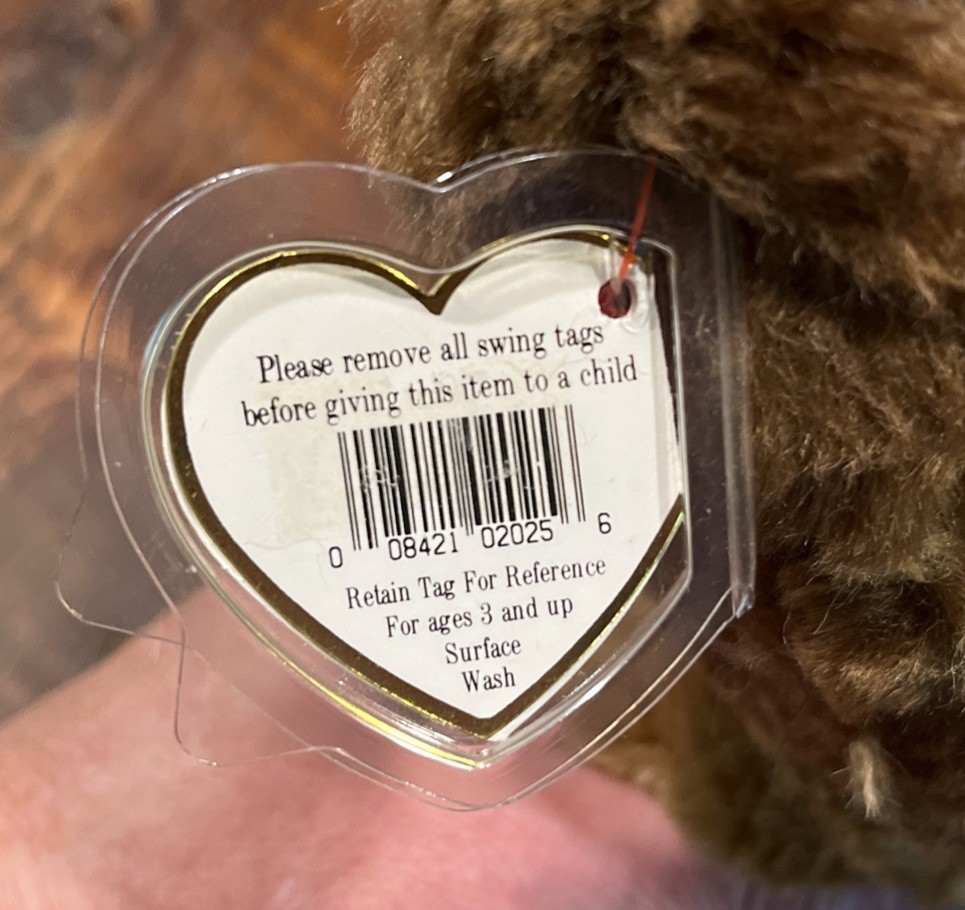 Please remove all swing tags
before giving this item to a child
0 08421 02025 6
Retain Tag For Reference
For ages 3 and up
Surface
Wash